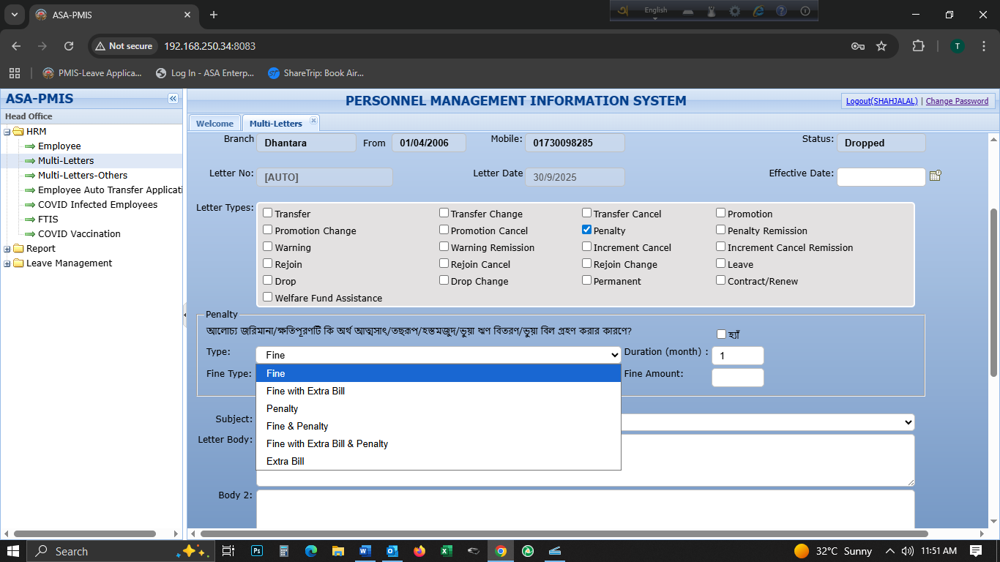 ASA-PMIS
English
Not secure 192.168.250.34:8083
T
PMIS-Leave Applica...
Log In - ASA Enterp...
ShareTrip: Book Air...
ASA-PMIS
Head Office
HRM
Employee
Multi-Letters
Multi-Letters-Others
Employee Auto Transfer Applicati
COVID Infected Employees
FTIS
COVID Vaccination
Report
Leave Management
PERSONNEL MANAGEMENT INFORMATION SYSTEM
Logout(SHAHJALAL) | Change Password
Welcome
Multi-Letters
Branch Dhantara From 01/04/2006 Mobile: 01730098285 Status: Dropped
Letter No: [AUTO] Letter Date 30/9/2025 Effective Date:
Letter Types:
Transfer Transfer Change Transfer Cancel Promotion
Promotion Change Promotion Cancel Penalty Penalty Remission
Warning Warning Remission Increment Cancel Increment Cancel Remission
Rejoin Rejoin Cancel Rejoin Change Leave
Drop Drop Change Permanent Contract/Renew
Welfare Fund Assistance
Penalty
আলোচ্য জরিমানা/ক্ষতিপূরণটি কি অর্থ আত্মসাৎ/তছরূপ/হস্তমজুদ/ভুয়া ঋণ বিতরণ/ভুয়া বিল গ্রহণ করার কারণে? হ্যাঁ
Type: Fine Duration (month) : 1
Fine Type: Fine Amount:
Fine
Fine with Extra Bill
Penalty
Fine & Penalty
Fine with Extra Bill & Penalty
Extra Bill
Subject:
Letter Body:
Body 2:
Search
32°C Sunny
11:51 AM